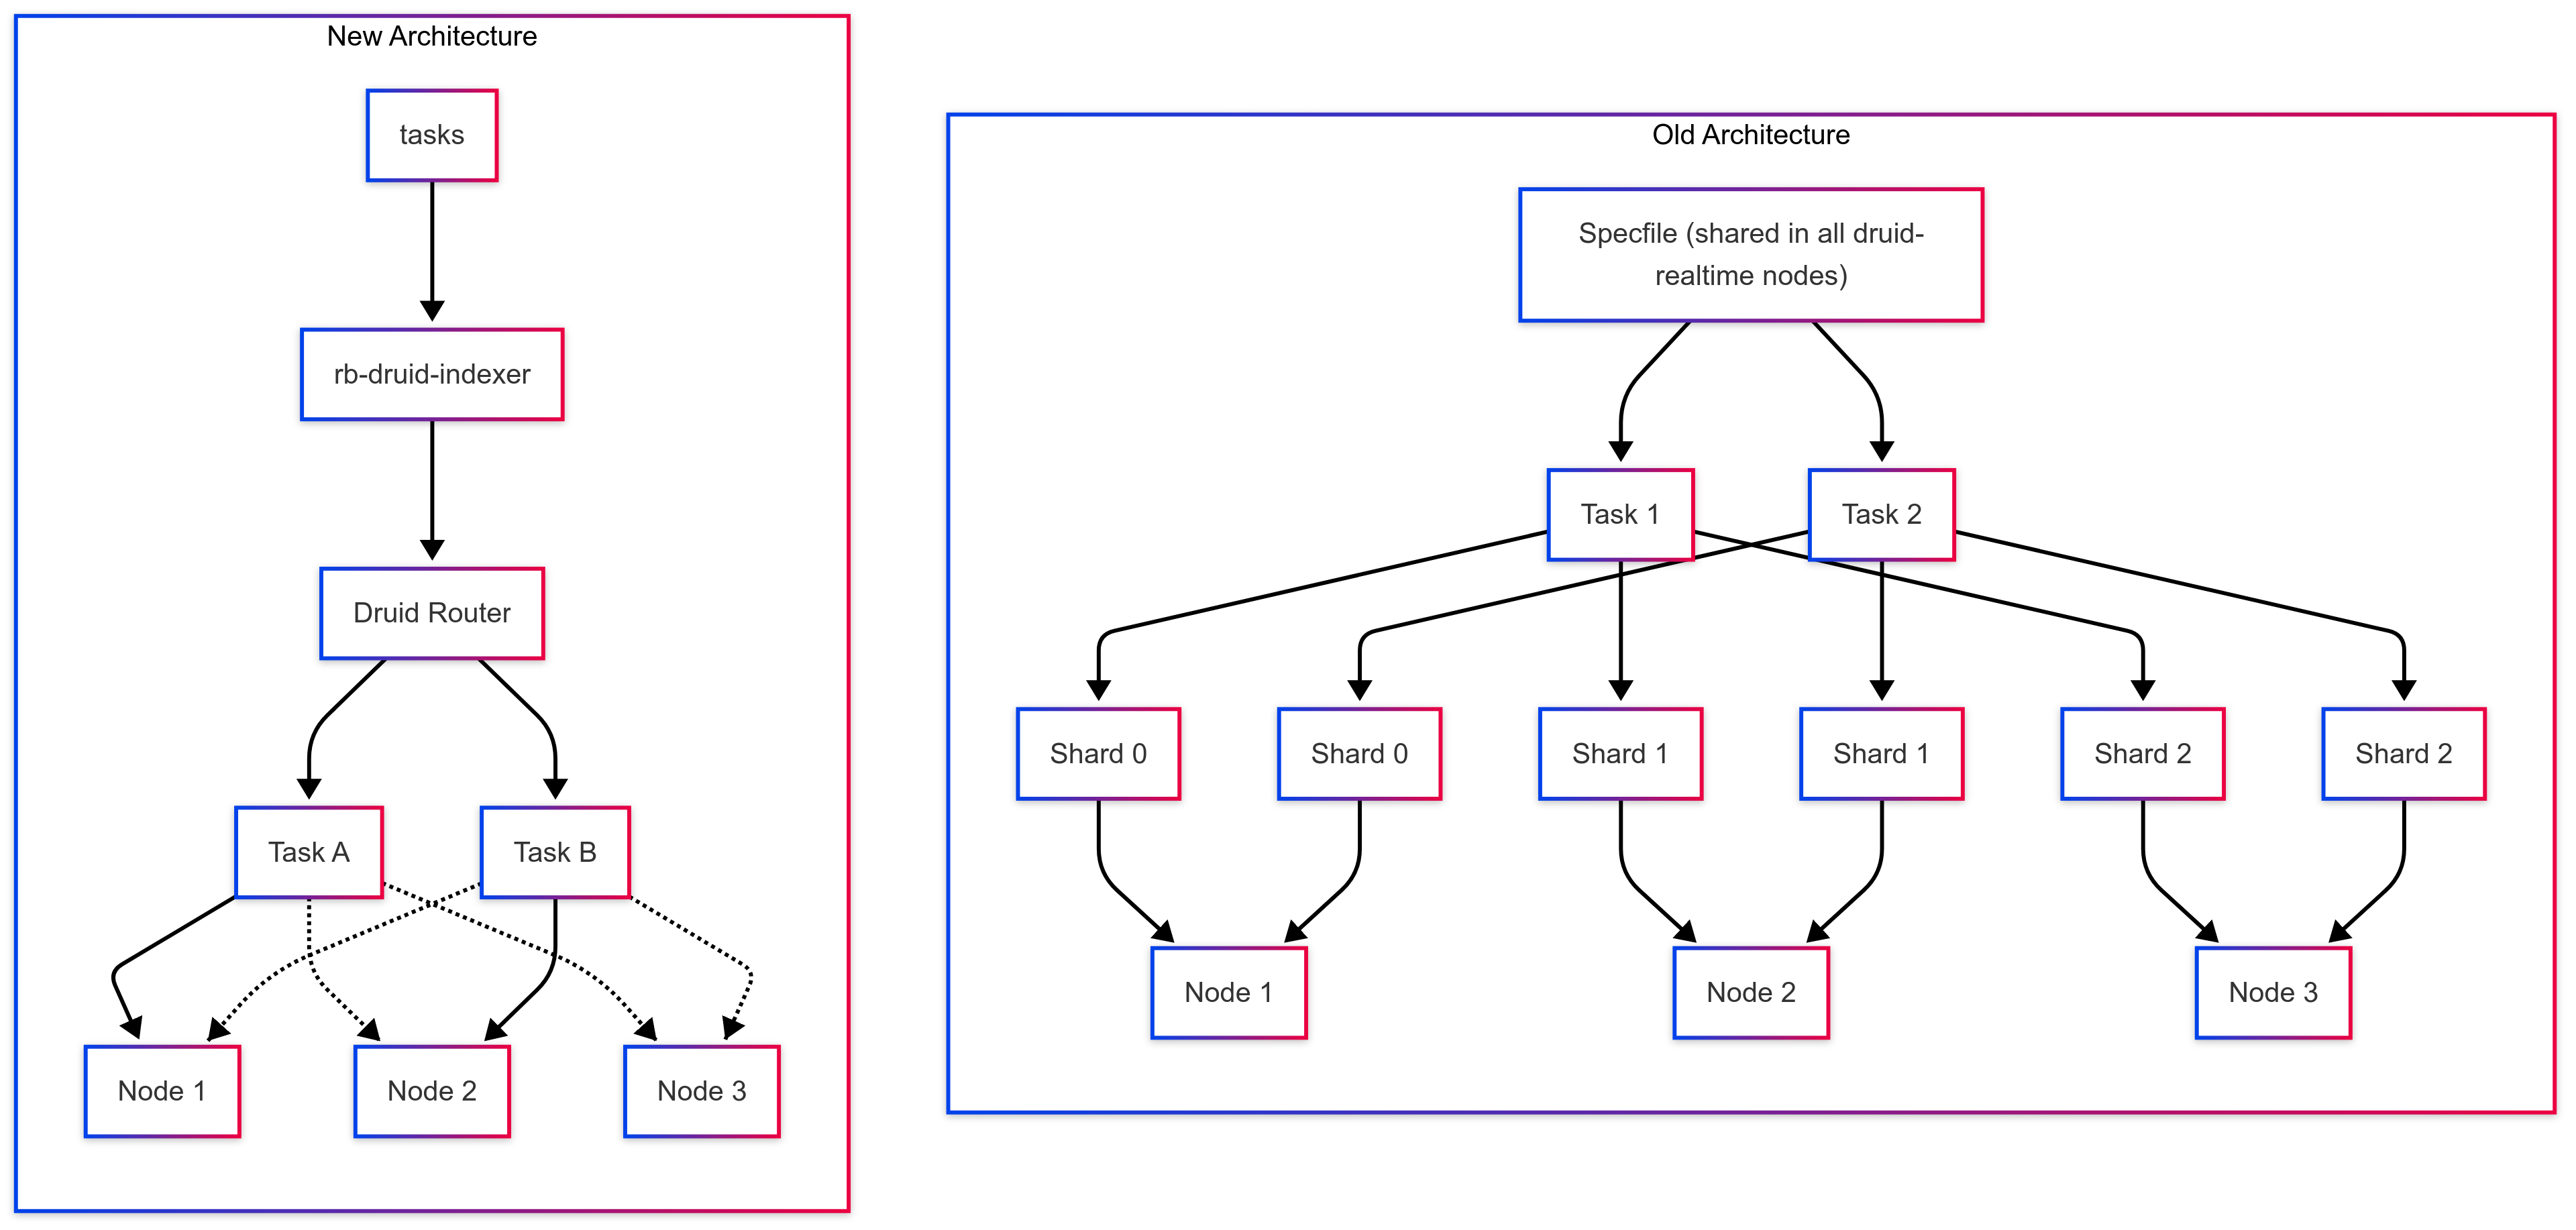 New Architecture
tasks
rb-druid-indexer
Druid Router
Task A
Task B
Node 1
Node 2
Node 3
Old Architecture
Specfile (shared in all druid-
realtime nodes)
Task 1
Task 2
Shard 0
Shard 0
Shard 1
Shard 1
Shard 2
Shard 2
Node 1
Node 2
Node 3